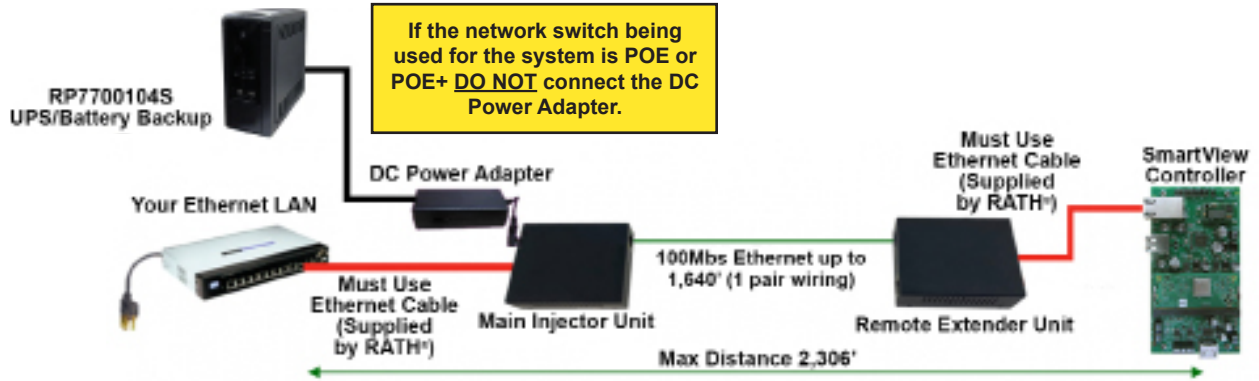 If the network switch being
used for the system is POE or
POE+ DO NOT connect the DC
Power Adapter.
RP7700104S
UPS/Battery Backup
DC Power Adapter
Your Ethernet LAN
Must Use
Ethernet Cable
(Supplied
by RATH®)
Main Injector Unit
100Mbs Ethernet up to
1,640' (1 pair wiring)
Must Use
Ethernet Cable
(Supplied
by RATH®)
Remote Extender Unit
SmartView
Controller
Max Distance 2,306'